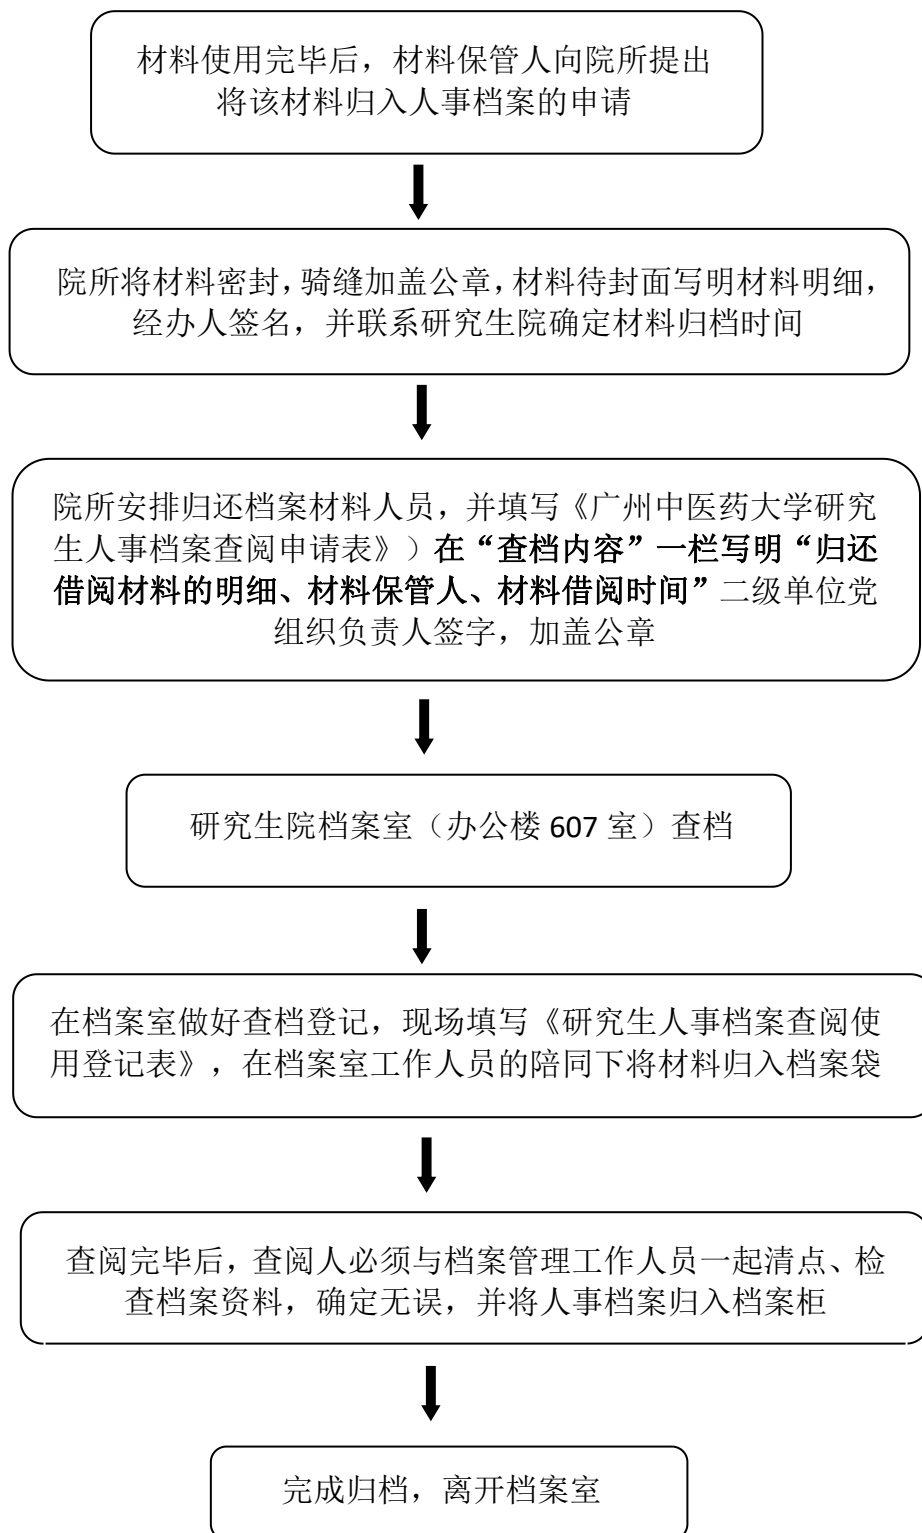 材料使用完毕后，材料保管人向院所提出
将该材料归入人事档案的申请
院所将材料密封，骑缝加盖公章，材料待封面写明材料明细，
经办人签名，并联系研究生院确定材料归档时间
院所安排归还档案材料人员，并填写《广州中医药大学研究
生人事档案查阅申请表》）在“查档内容”一栏写明“归还
借阅材料的明细、材料保管人、材料借阅时间”二级单位党
组织负责人签字，加盖公章
研究生院档案室（办公楼 607 室）查档
在档案室做好查档登记，现场填写《研究生人事档案查阅使
用登记表》，在档案室工作人员的陪同下将材料归入档案袋
查阅完毕后，查阅人必须与档案管理工作人员一起清点、检
查档案资料，确定无误，并将人事档案归入档案柜
完成归档，离开档案室